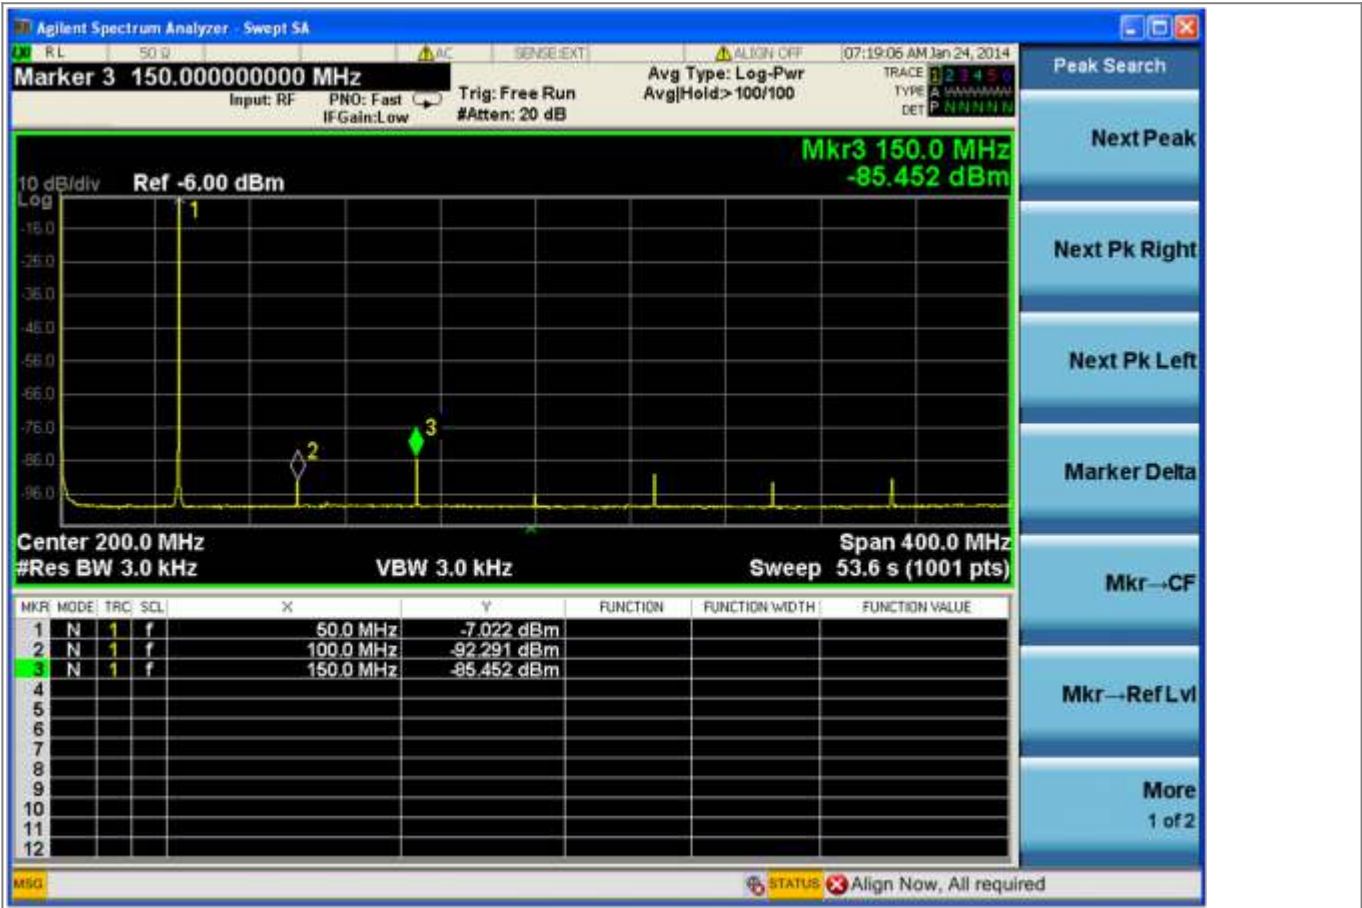 Agilent Spectrum Analyzer - Swept SA
RL 50 Ω AC SENSE:EXT ALIGN OFF 07:19:06 AM Jan 24, 2014
Marker 3 150.000000000 MHz
Input: RF PNO: Fast Trig: Free Run Avg Type: Log-Pwr TRACE 1 2 3 4 5 6
IFGain:Low #Atten: 20 dB Avg|Hold:>100/100 TYPE A WWWWW
DET P N N N N N
Mkr3 150.0 MHz
-85.452 dBm
10 dB/div Ref -6.00 dBm
Log
1
-16.0
-26.0
-36.0
-46.0
-56.0
-66.0
-76.0
3
2
-86.0
-96.0
Center 200.0 MHz Span 400.0 MHz
#Res BW 3.0 kHz VBW 3.0 kHz Sweep 53.6 s (1001 pts)
MKR MODE TRC SCL X Y FUNCTION FUNCTION WIDTH FUNCTION VALUE
1 N 1 f 50.0 MHz -7.022 dBm
2 N 1 f 100.0 MHz -92.291 dBm
3 N 1 f 150.0 MHz -85.452 dBm
4
5
6
7
8
9
10
11
12
MSG STATUS Align Now, All required
Peak Search
Next Peak
Next Pk Right
Next Pk Left
Marker Delta
Mkr→CF
Mkr→Ref Lvl
More
1 of 2